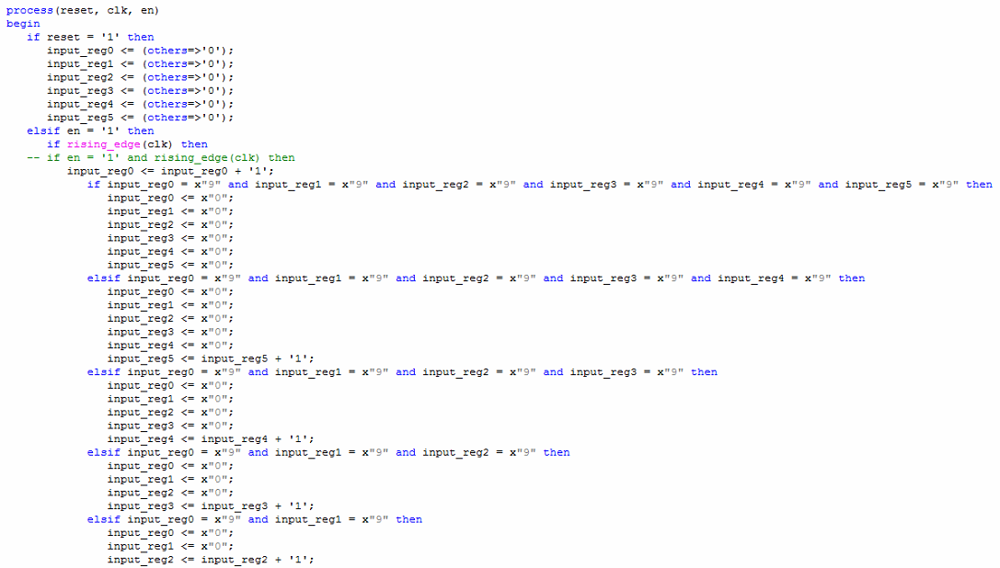 process(reset, clk, en)
begin
   if reset = '1' then
      input_reg0 <= (others=>'0');
      input_reg1 <= (others=>'0');
      input_reg2 <= (others=>'0');
      input_reg3 <= (others=>'0');
      input_reg4 <= (others=>'0');
      input_reg5 <= (others=>'0');
   elsif en = '1' then
      if rising_edge(clk) then
   -- if en = '1' and rising_edge(clk) then
         input_reg0 <= input_reg0 + '1';
            if input_reg0 = x"9" and input_reg1 = x"9" and input_reg2 = x"9" and input_reg3 = x"9" and input_reg4 = x"9" and input_reg5 = x"9" then
               input_reg0 <= x"0";
               input_reg1 <= x"0";
               input_reg2 <= x"0";
               input_reg3 <= x"0";
               input_reg4 <= x"0";
               input_reg5 <= x"0";
            elsif input_reg0 = x"9" and input_reg1 = x"9" and input_reg2 = x"9" and input_reg3 = x"9" and input_reg4 = x"9" then
               input_reg0 <= x"0";
               input_reg1 <= x"0";
               input_reg2 <= x"0";
               input_reg3 <= x"0";
               input_reg4 <= x"0";
               input_reg5 <= input_reg5 + '1';
            elsif input_reg0 = x"9" and input_reg1 = x"9" and input_reg2 = x"9" and input_reg3 = x"9" then
               input_reg0 <= x"0";
               input_reg1 <= x"0";
               input_reg2 <= x"0";
               input_reg3 <= x"0";
               input_reg4 <= input_reg4 + '1';
            elsif input_reg0 = x"9" and input_reg1 = x"9" and input_reg2 = x"9" then
               input_reg0 <= x"0";
               input_reg1 <= x"0";
               input_reg2 <= x"0";
               input_reg3 <= input_reg3 + '1';
            elsif input_reg0 = x"9" and input_reg1 = x"9" then
               input_reg0 <= x"0";
               input_reg1 <= x"0";
               input_reg2 <= input_reg2 + '1';